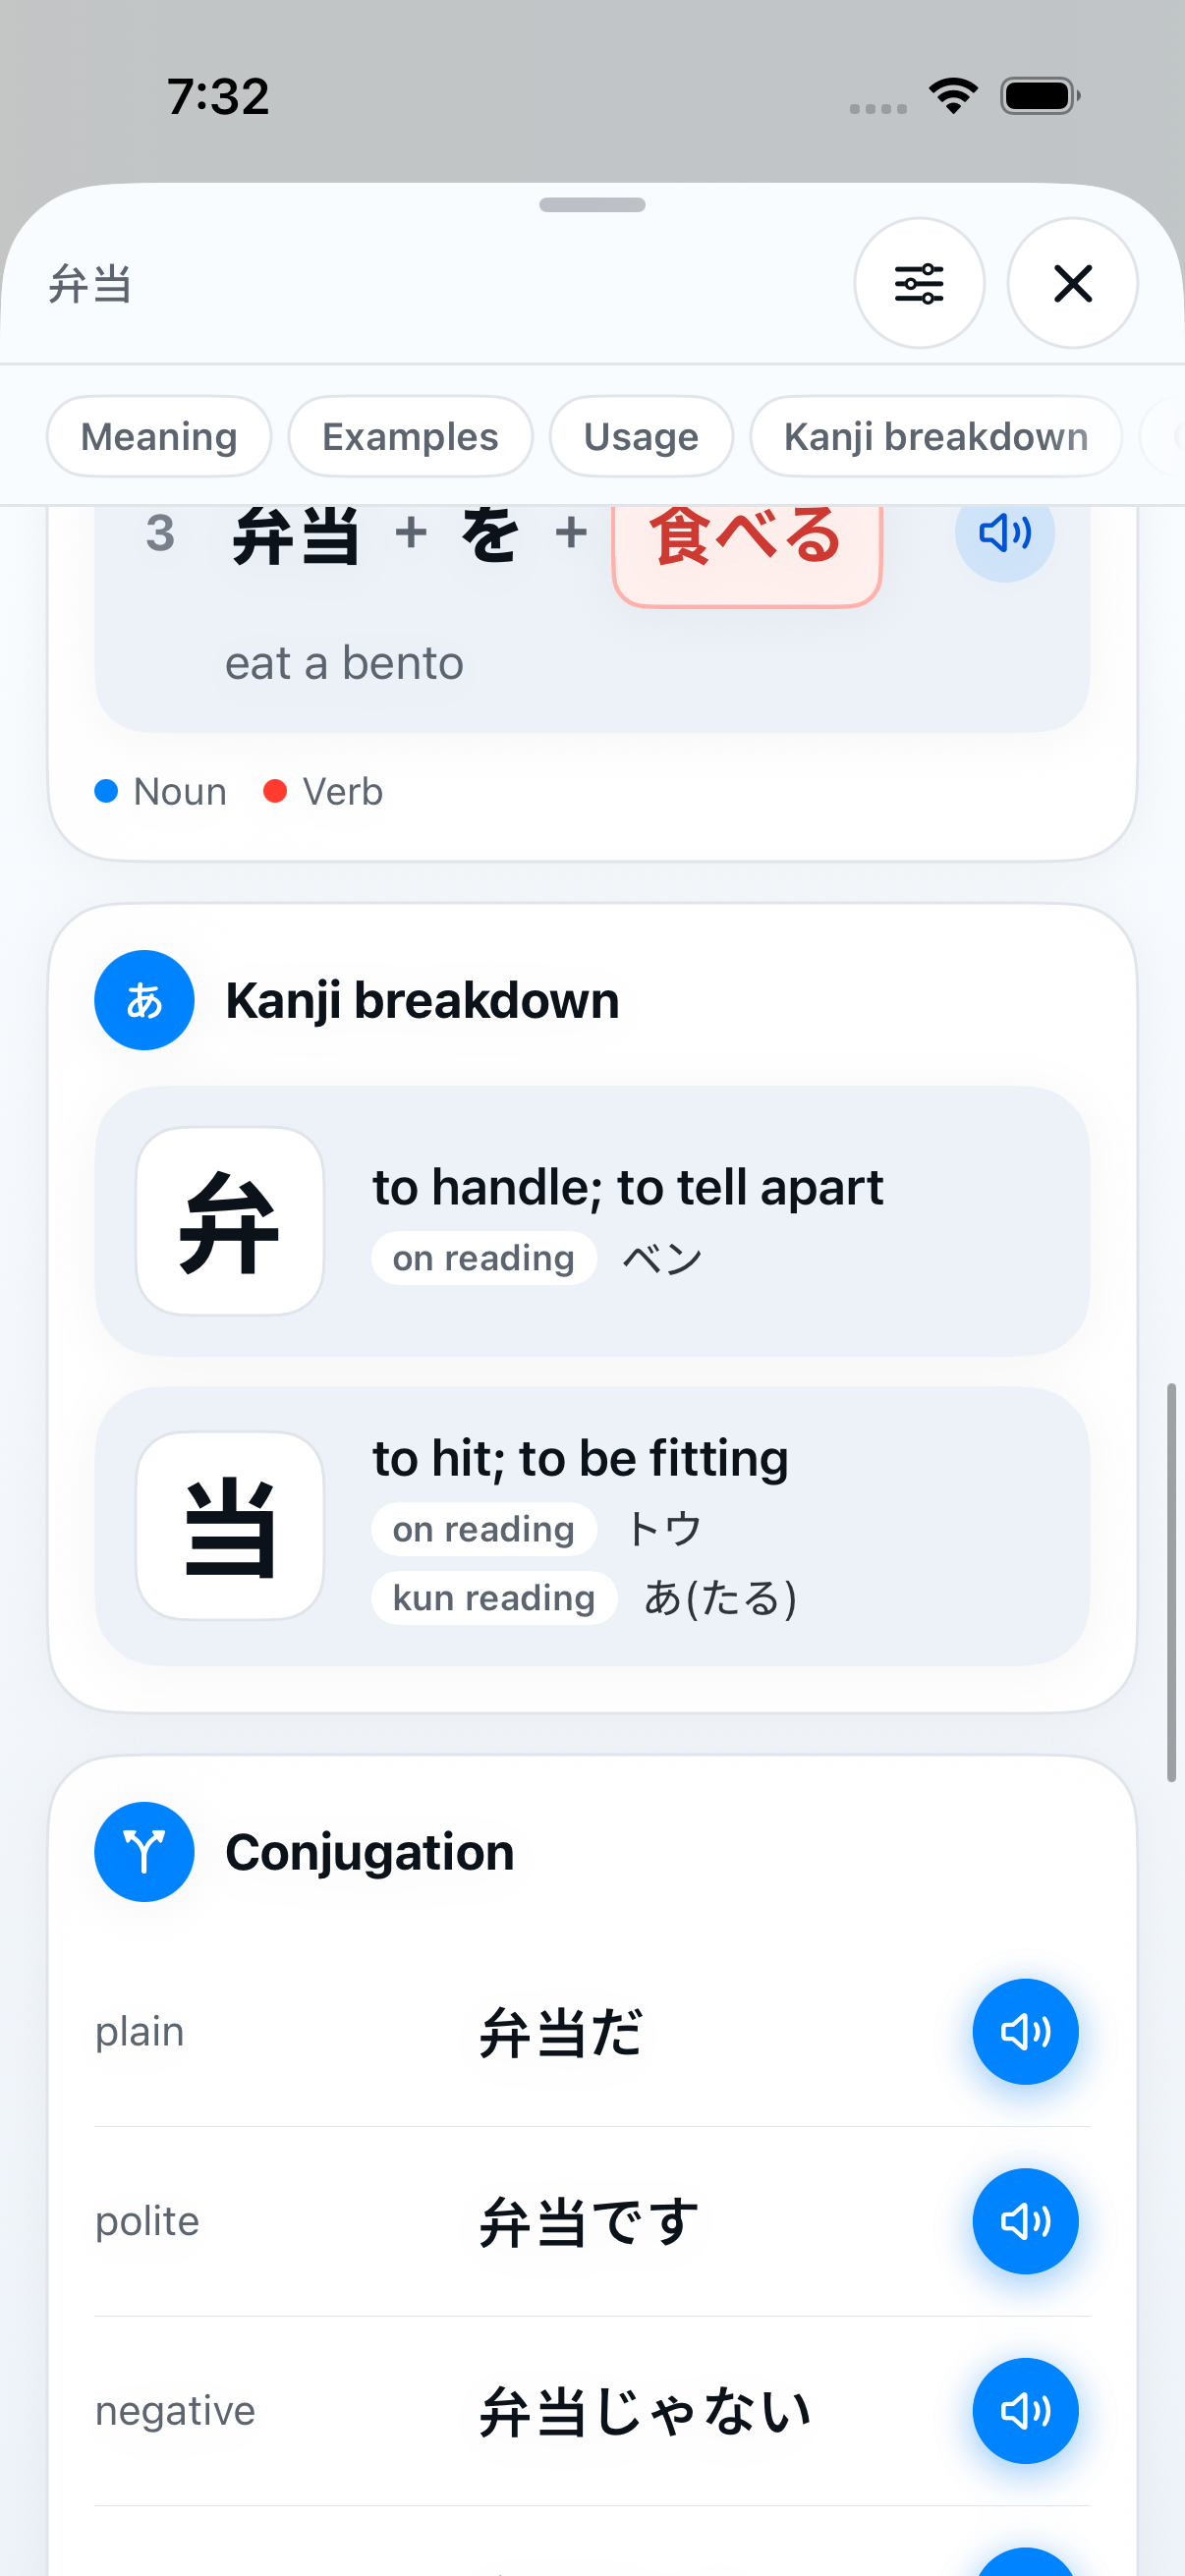 7:32
弁当
Meaning Examples Usage Kanji breakdown
3 弁当 + を + 食べる
eat a bento
Noun Verb
あ Kanji breakdown
弁 to handle; to tell apart
on reading ベン
当 to hit; to be fitting
on reading トウ
kun reading あ(たる)
Conjugation
plain 弁当だ
polite 弁当です
negative 弁当じゃない